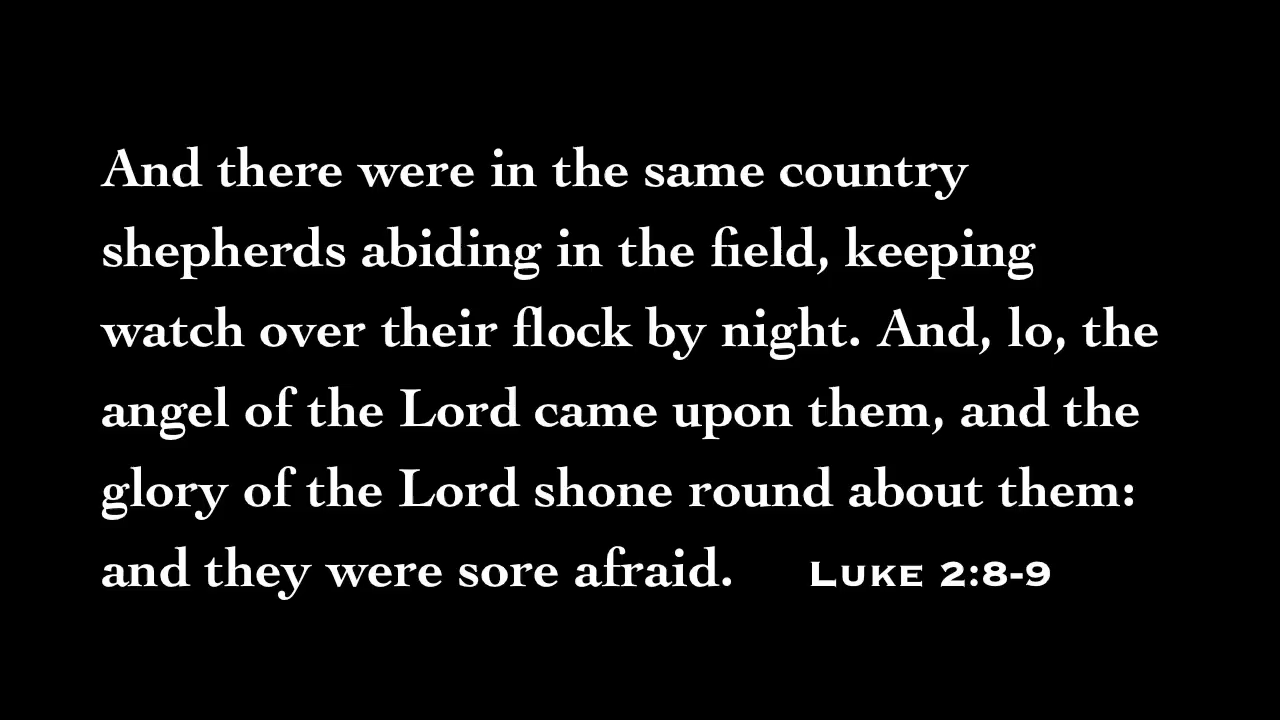 And there were in the same country
shepherds abiding in the field, keeping
watch over their flock by night. And, lo, the
angel of the Lord came upon them, and the
glory of the Lord shone round about them:
and they were sore afraid. LUKE 2:8-9